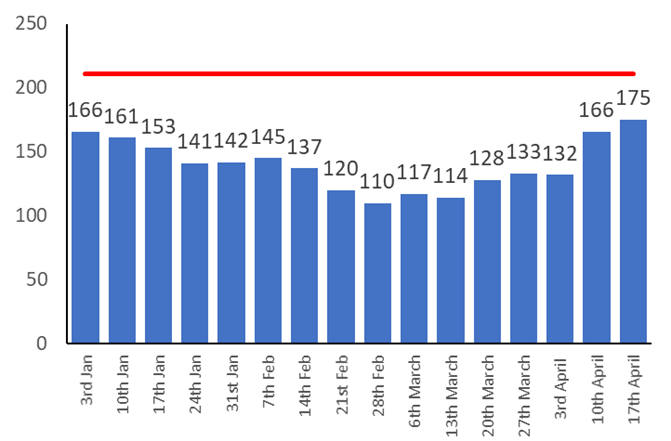 250
200
150
100
50
0
166
161
153
141
142
145
137
120
110
117
114
128
133
132
166
175
3rd Jan
10th Jan
17th Jan
24th Jan
31st Jan
7th Feb
14th Feb
21st Feb
28th Feb
6th March
13th March
20th March
27th March
3rd April
10th April
17th April